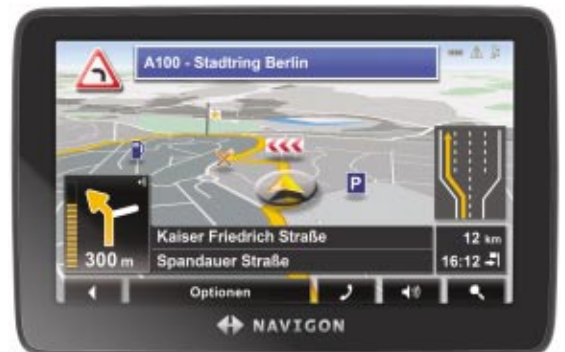 A100 - Stadtring Berlin
P
Kaiser Friedrich Straße
12 km
300 m
Spandauer Straße
16:12
Optionen
NAVIGON